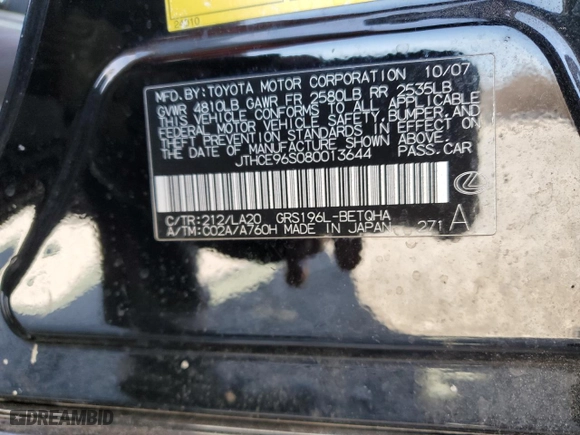 MFD. BY: TOYOTA MOTOR CORPORATION 10/07
GVWR 4810LB GAWR FR 2580LB RR 2535LB
THIS VEHICLE CONFORMS TO ALL APPLICABLE
FEDERAL MOTOR VEHICLE SAFETY, BUMPER, AND
THEFT PREVENTION STANDARDS IN EFFECT ON
THE DATE OF MANUFACTURE SHOWN ABOVE.
JTHCE96S080013644 PASS. CAR
C/TR: 212/LA20 GRS196L-BETQHA
A/TM: C02A/A760H MADE IN JAPAN 271 A
DREAMBID